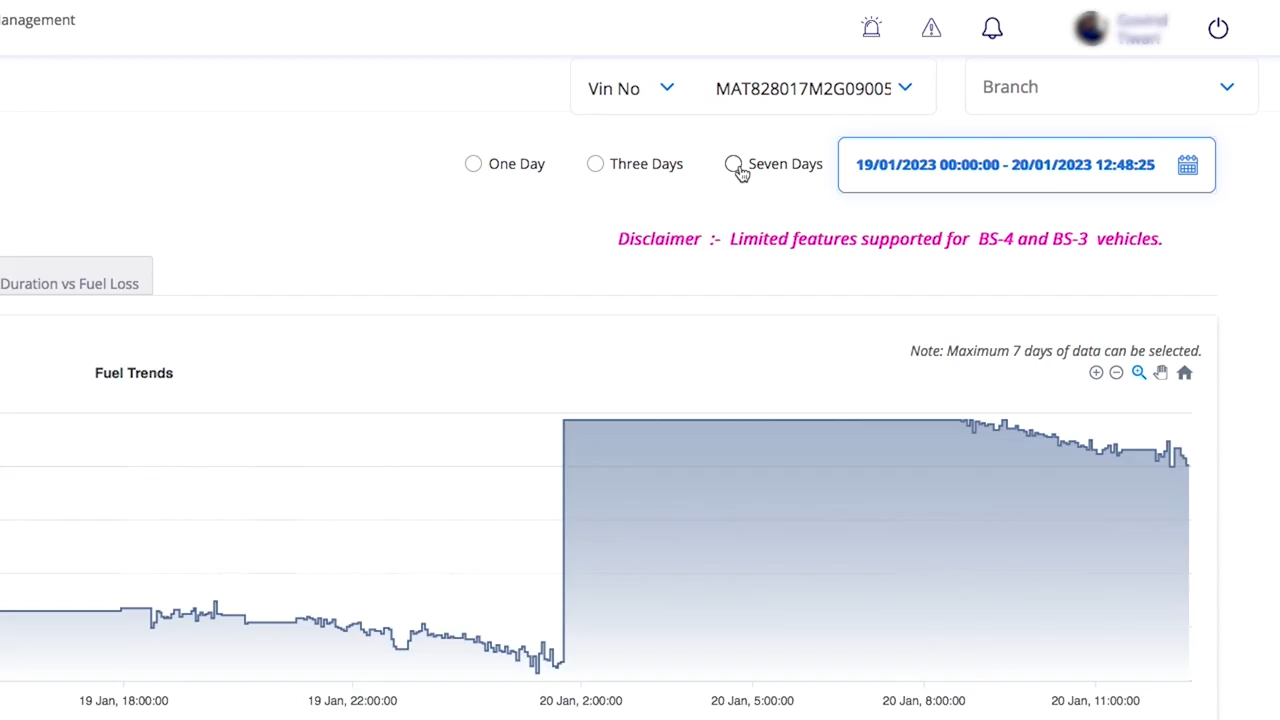 anagement
Vin No
MAT828017M2G09005
Branch
One Day
Three Days
Seven Days
19/01/2023 00:00:00 - 20/01/2023 12:48:25
Disclaimer :- Limited features supported for BS-4 and BS-3 vehicles.
Duration vs Fuel Loss
Note: Maximum 7 days of data can be selected.
Fuel Trends
19 Jan, 18:00:00
19 Jan, 22:00:00
20 Jan, 2:00:00
20 Jan, 5:00:00
20 Jan, 8:00:00
20 Jan, 11:00:00